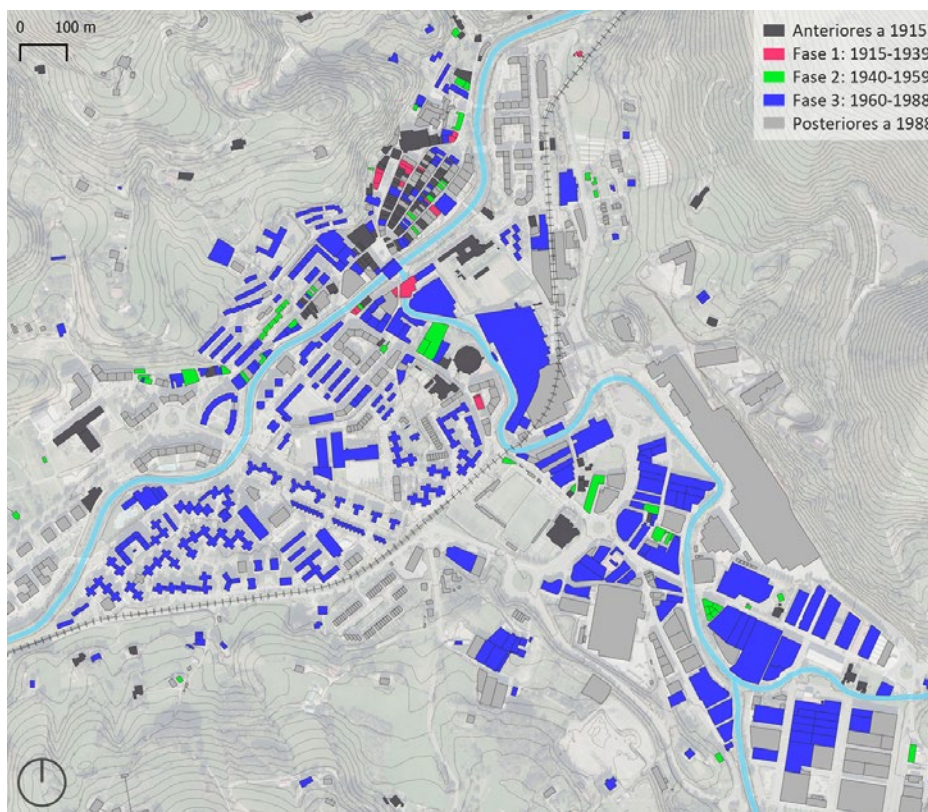 0 100 m
Anteriores a 1915
Fase 1: 1915-1939
Fase 2: 1940-1959
Fase 3: 1960-1988
Posteriores a 1988